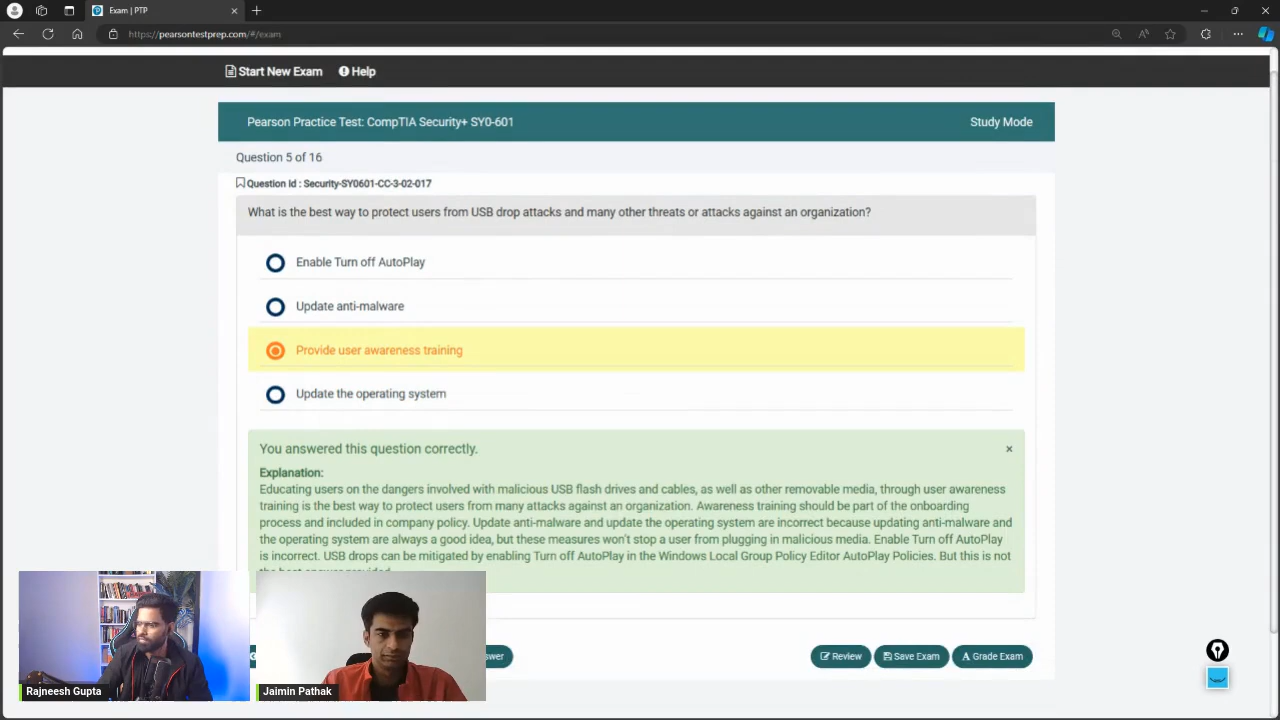 Exam | PTP
https://pearsontestprep.com/#/exam
Start New Exam Help
Pearson Practice Test: CompTIA Security+ SY0-601 Study Mode
Question 5 of 16
Question Id : Security-SY0601-CC-3-02-017
What is the best way to protect users from USB drop attacks and many other threats or attacks against an organization?
Enable Turn off AutoPlay
Update anti-malware
Provide user awareness training
Update the operating system
You answered this question correctly. ×
Explanation:
Educating users on the dangers involved with malicious USB flash drives and cables, as well as other removable media, through user awareness
training is the best way to protect users from many attacks against an organization. Awareness training should be part of the onboarding
process and included in company policy. Update anti-malware and update the operating system are incorrect because updating anti-malware and
the operating system are always a good idea, but these measures won't stop a user from plugging in malicious media. Enable Turn off AutoPlay
is incorrect. USB drops can be mitigated by enabling Turn off AutoPlay in the Windows Local Group Policy Editor AutoPlay Policies. But this is not
Review Save Exam Grade Exam
Rajneesh Gupta Jaimin Pathak